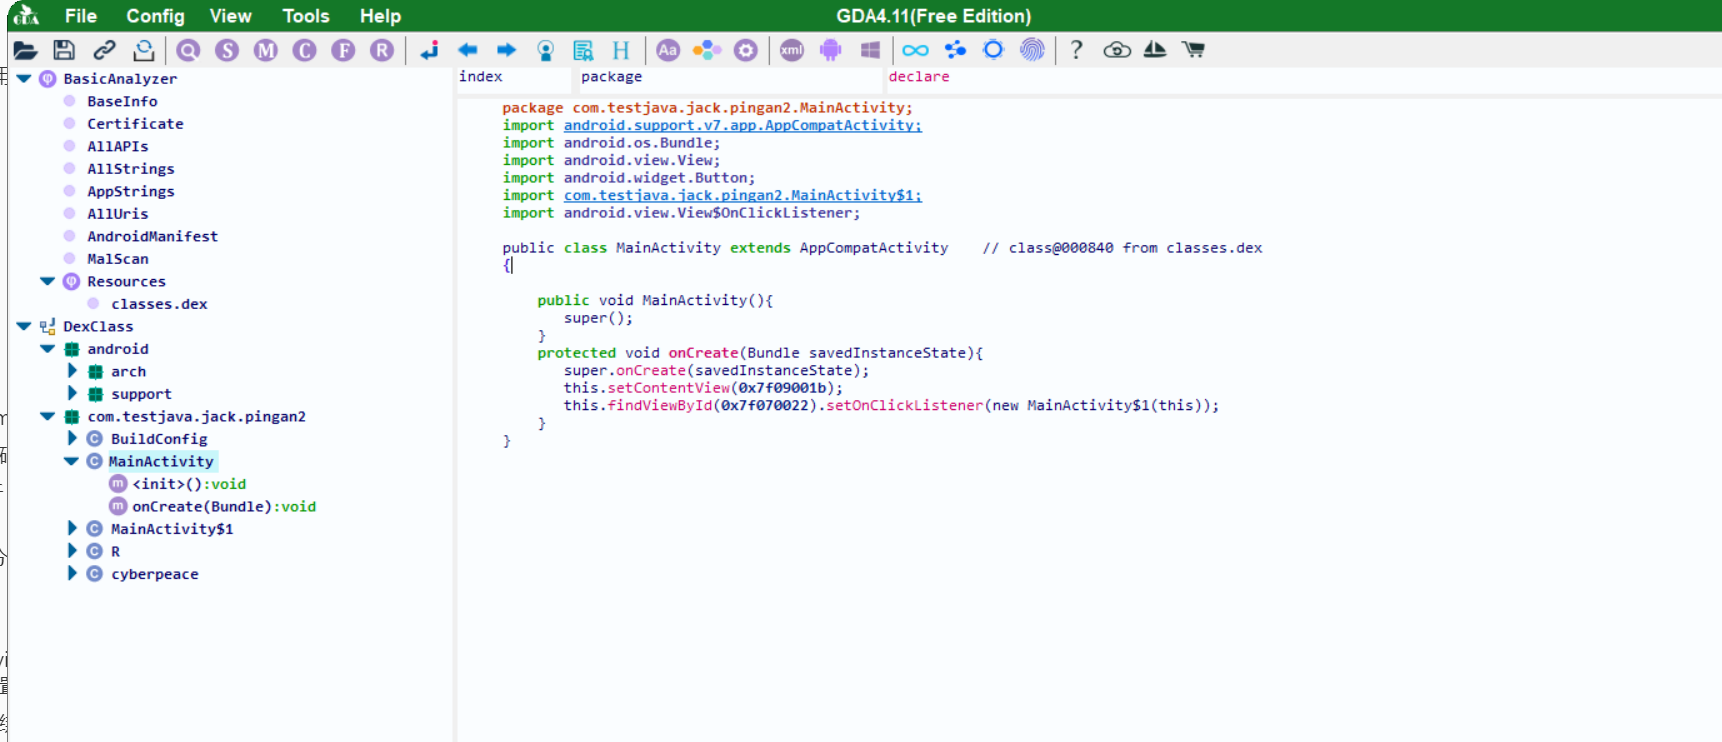 GDA File Config View Tools Help GDA4.11(Free Edition)
Q S M C F R H Aa xml ?
BasicAnalyzer
BaseInfo
Certificate
AllAPIs
AllStrings
AppStrings
AllUris
AndroidManifest
MalScan
Resources
classes.dex
DexClass
android
arch
support
com.testjava.jack.pingan2
C BuildConfig
C MainActivity
m <init>():void
m onCreate(Bundle):void
C MainActivity$1
C R
C cyberpeace
index package declare
package com.testjava.jack.pingan2.MainActivity;
import android.support.v7.app.AppCompatActivity;
import android.os.Bundle;
import android.view.View;
import android.widget.Button;
import com.testjava.jack.pingan2.MainActivity$1;
import android.view.View$OnClickListener;
public class MainActivity extends AppCompatActivity // class@000840 from classes.dex
{
public void MainActivity(){
super();
}
protected void onCreate(Bundle savedInstanceState){
super.onCreate(savedInstanceState);
this.setContentView(0x7f09001b);
this.findViewById(0x7f070022).setOnClickListener(new MainActivity$1(this));
}
}